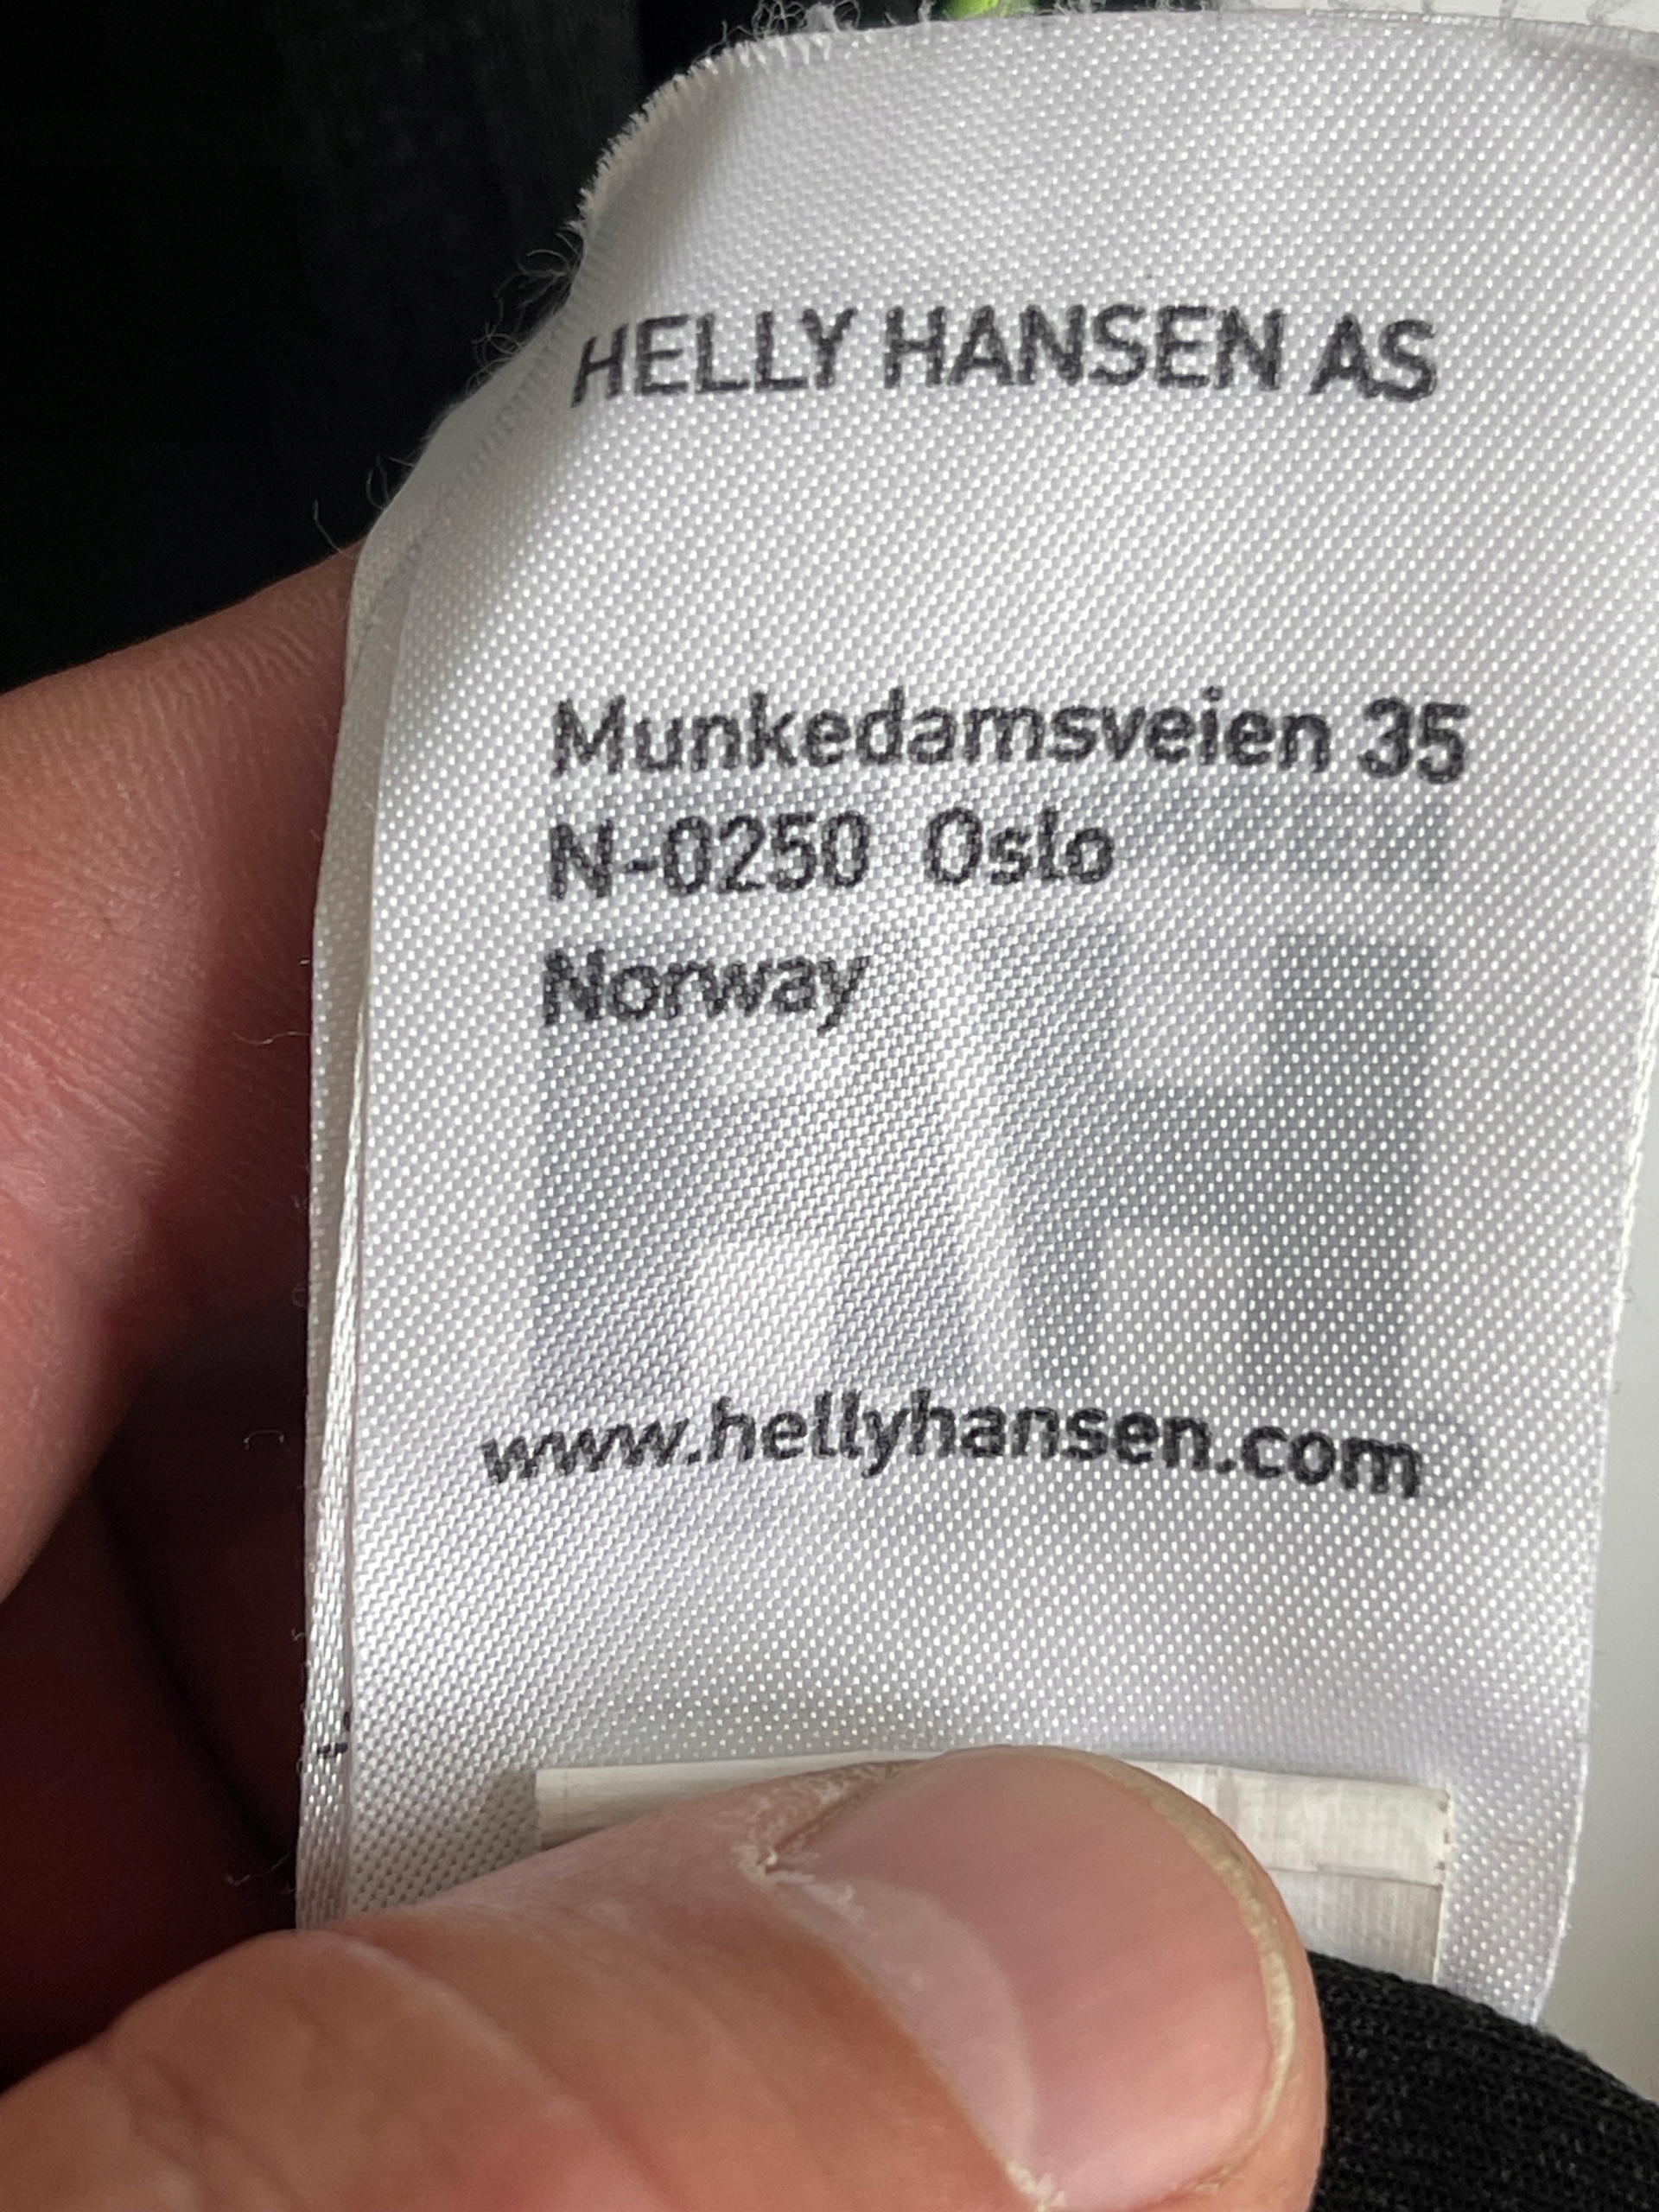 HELLY HANSEN AS
Munkedamsveien 35
N-0250 Oslo
Norway
www.hellyhansen.com